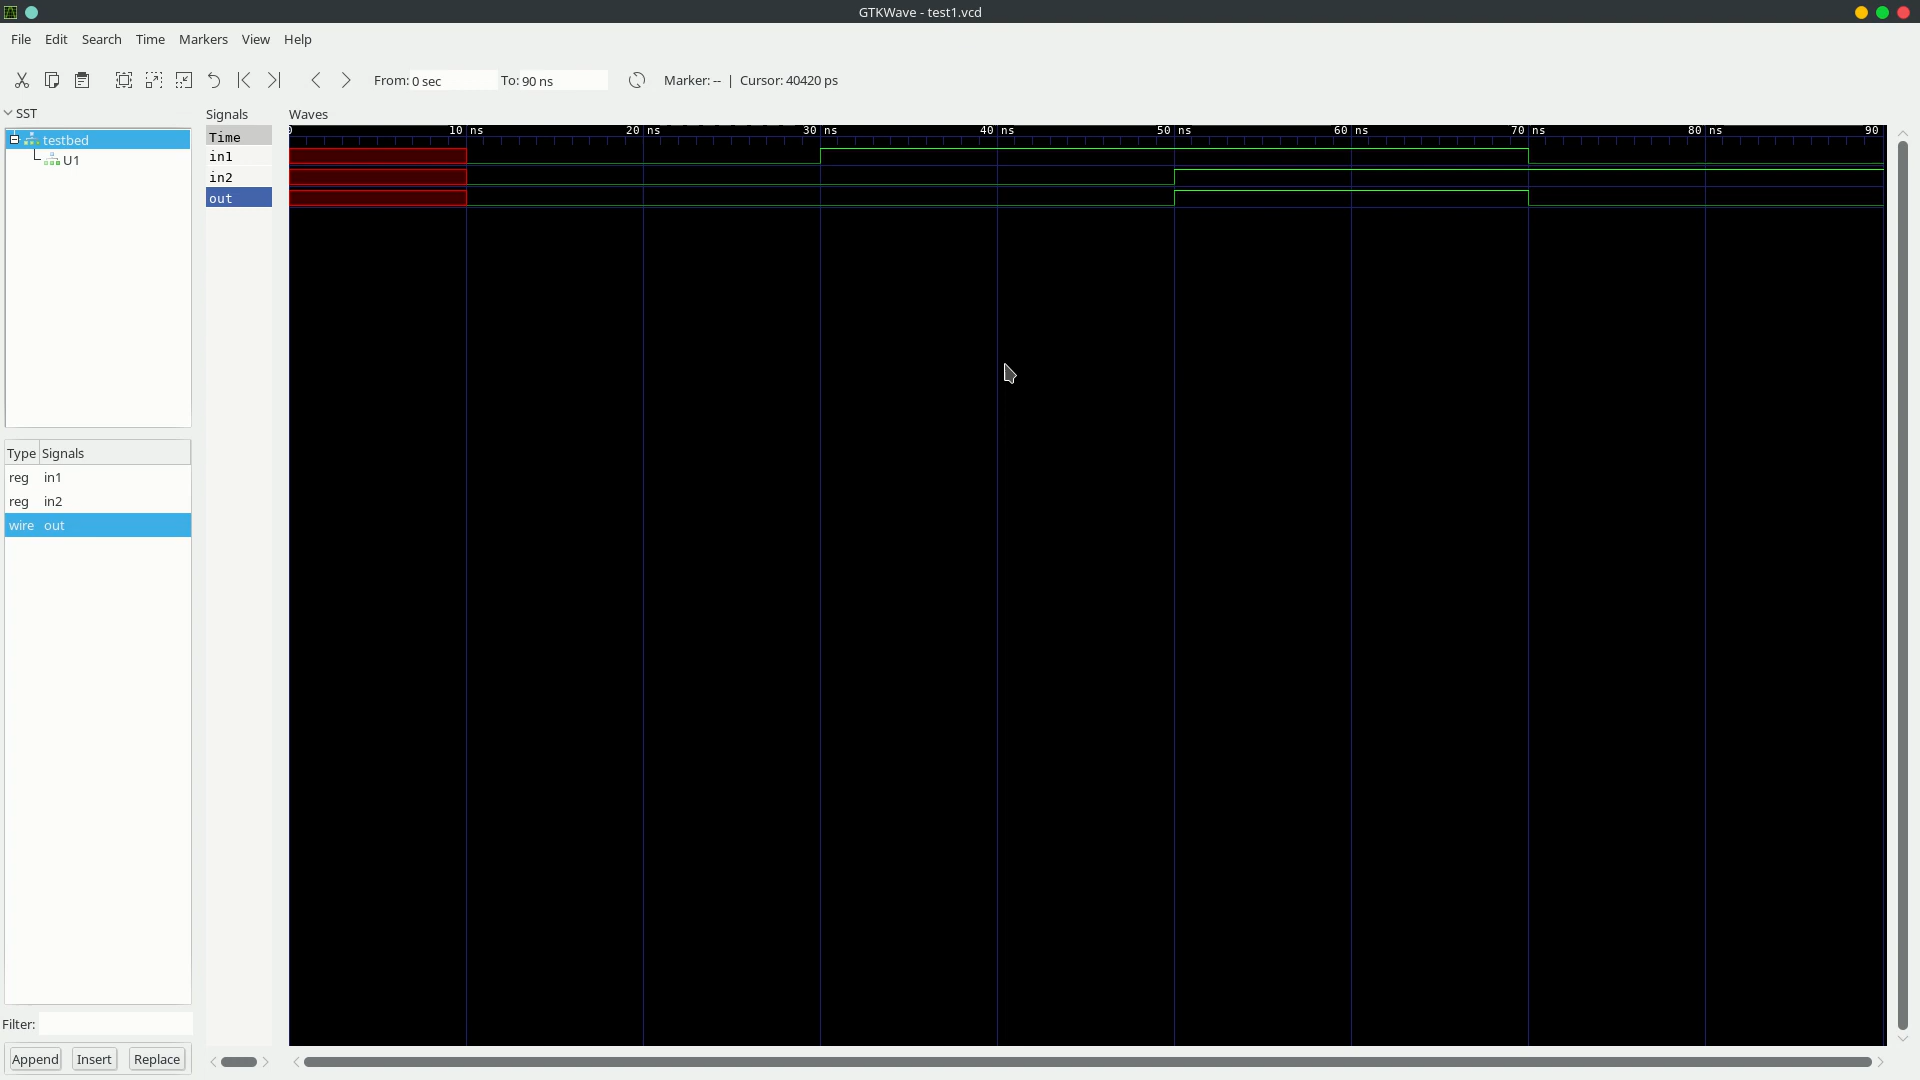 GTKWave - test1.vcd
File Edit Search Time Markers View Help
From: 0 sec To: 90 ns Marker: -- | Cursor: 40420 ps
SST
testbed
U1
Type Signals
reg in1
reg in2
wire out
Filter:
Append Insert Replace
Signals
Time
in1
in2
out
Waves
0 10 ns 20 ns 30 ns 40 ns 50 ns 60 ns 70 ns 80 ns 90